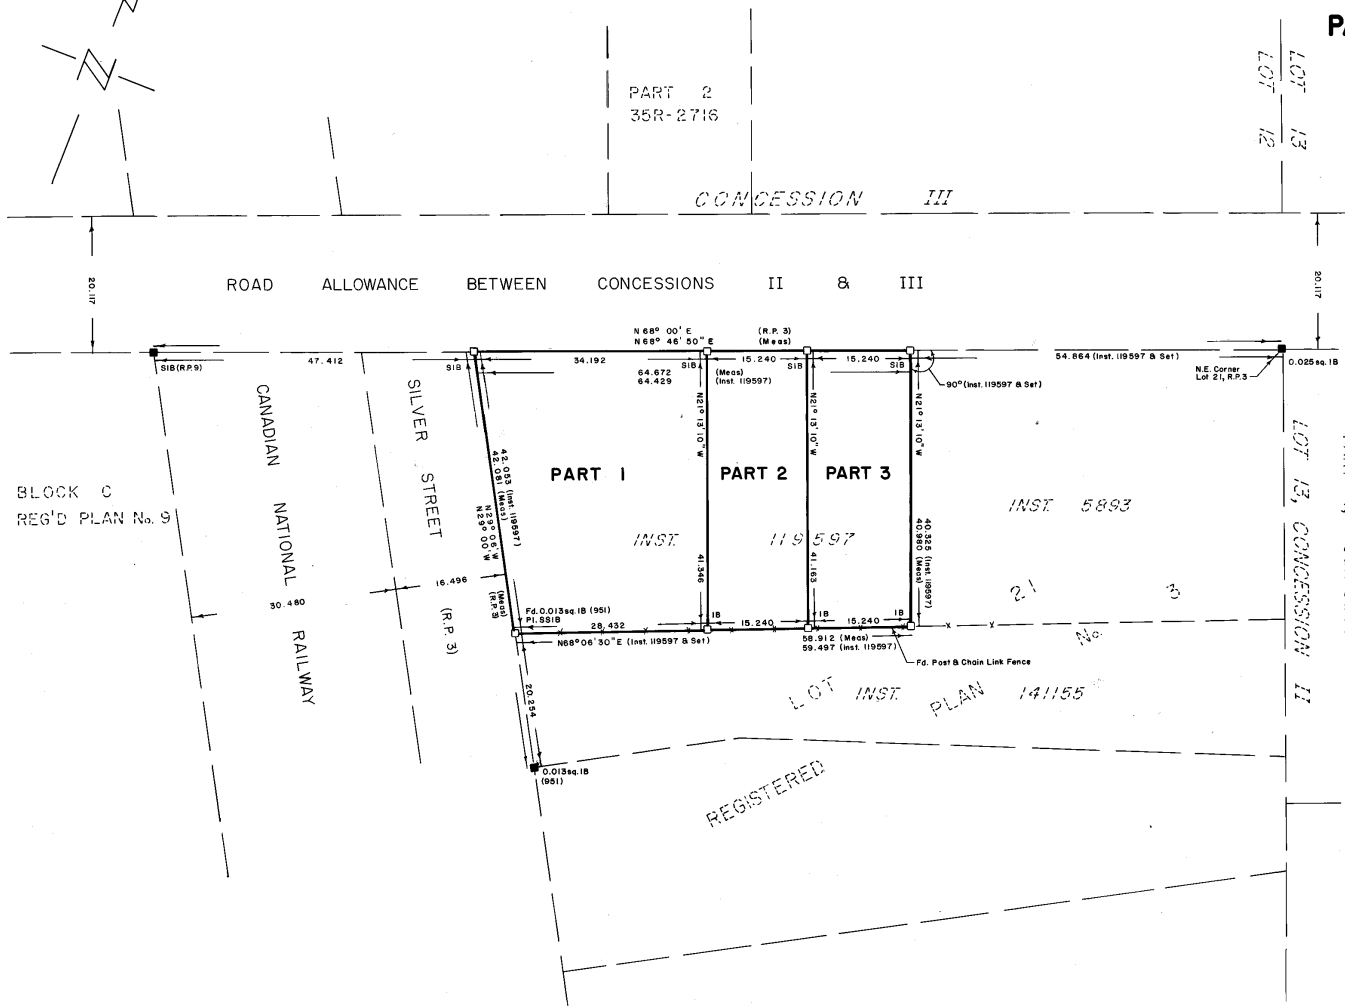 PART 2
35R-2716
LOT 13
LOT 12
CONCESSION III
20.117
ROAD ALLOWANCE BETWEEN CONCESSIONS II & III
20.117
N 68° 00' E (R.P. 3)
N 68° 46' 50" E (Meas)
SIB (R.P. 9)
47.412
SIB
34.192
SIB
15.240
SIB
15.240
SIB
54.864 (Inst. 119597 & Set)
N.E. Corner
Lot 21, R.P. 3
0.025 sq. IB
64.672 (Meas)
64.429 (Inst. 119597)
90° (Inst. 119597 & Set)
CANADIAN NATIONAL RAILWAY
SILVER STREET (R.P. 3)
42.053 (Inst. 119597)
42.081 (Meas)
N29° 06' W (Meas)
N29° 00' W (R.P. 3)
N21° 13' 10" W
N21° 13' 10" W
N21° 13' 10" W
PART 1
PART 2
PART 3
BLOCK C
REG'D PLAN No. 9
INST. 5893
INST. 119597
41.346
41.163
40.325 (Inst. 119597)
40.980 (Meas)
LOT 13, CONCESSION II
30.480
16.496
Fd. 0.013 sq. IB (951)
Pl. SSIB
28.432
IB
15.240
IB
15.240
IB
N68° 06' 30" E (Inst. 119597 & Set)
58.912 (Meas)
59.497 (Inst. 119597)
Fd. Post & Chain Link Fence
20.254
0.013 sq. IB
(951)
LOT 21
INST. 141155
REGISTERED PLAN No. 3